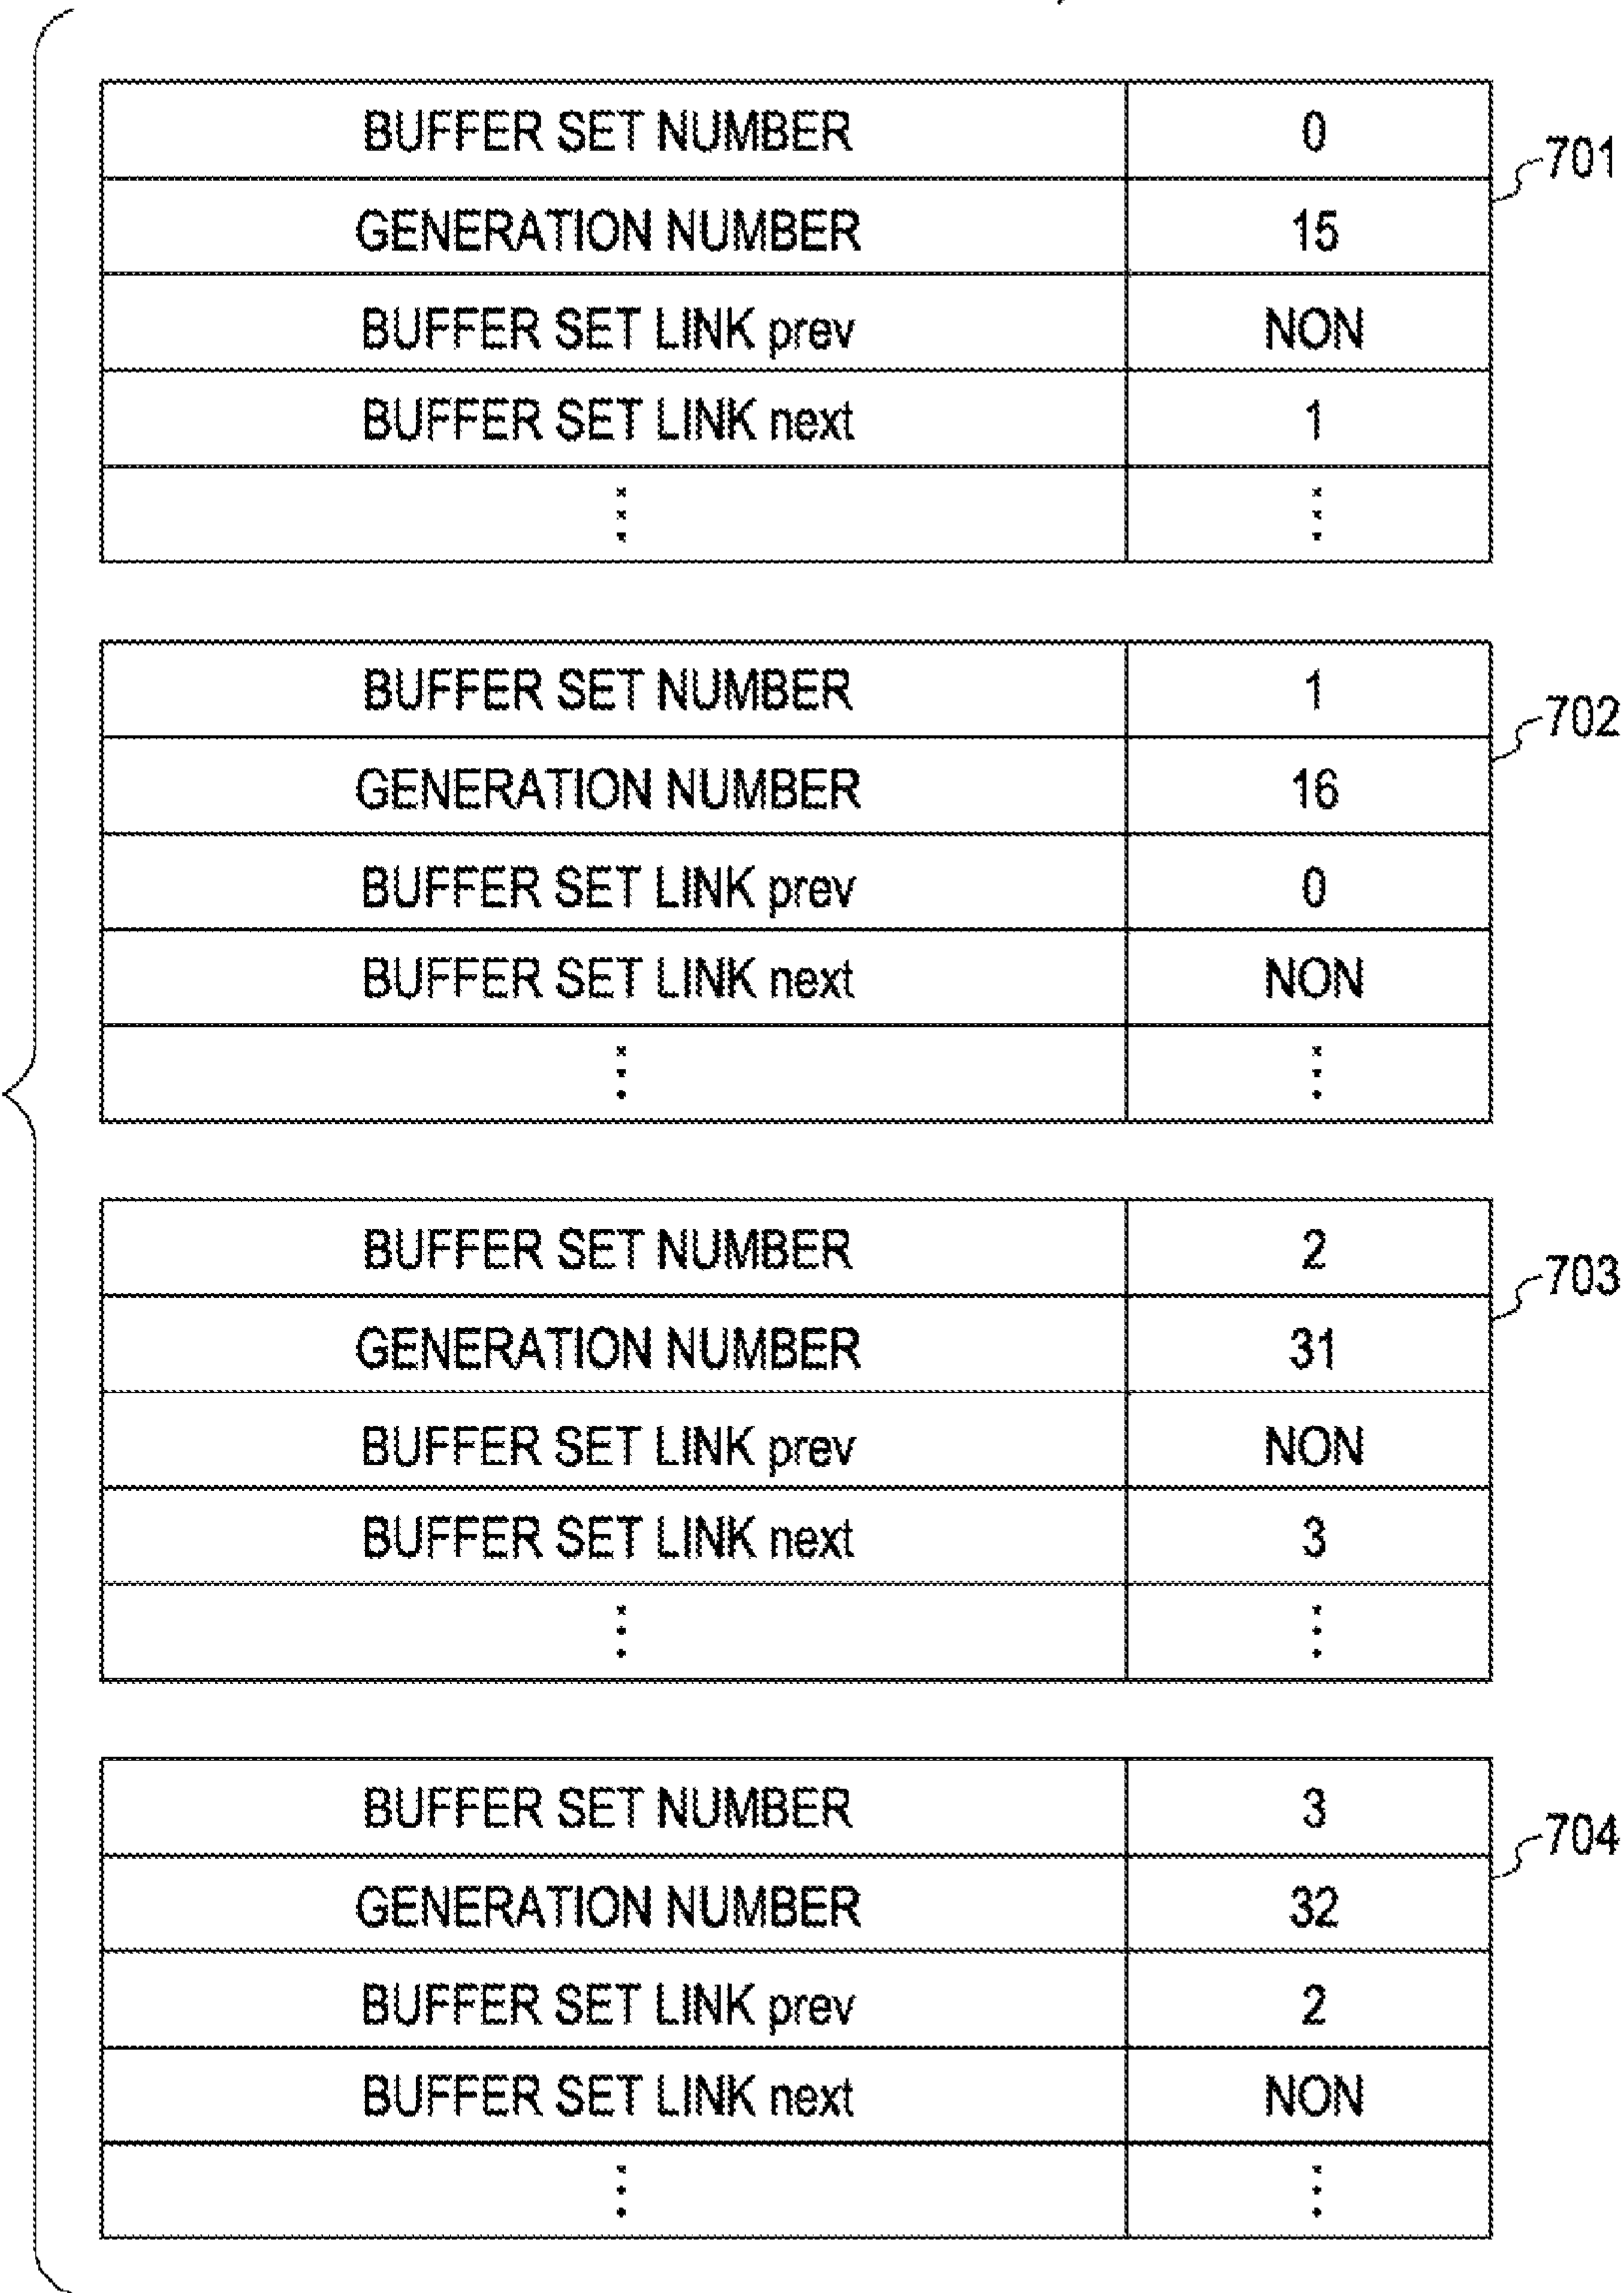 BUFFER SET NUMBER 0
701
GENERATION NUMBER 15
BUFFER SET LINK prev NON
BUFFER SET LINK next 1
BUFFER SET NUMBER 1
702
GENERATION NUMBER 16
BUFFER SET LINK prev 0
BUFFER SET LINK next NON
BUFFER SET NUMBER 2
703
GENERATION NUMBER 31
BUFFER SET LINK prev NON
BUFFER SET LINK next 3
BUFFER SET NUMBER 3
704
GENERATION NUMBER 32
BUFFER SET LINK prev 2
BUFFER SET LINK next NON